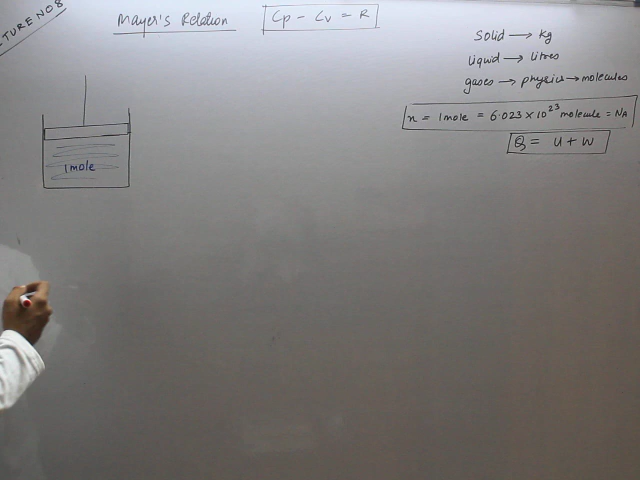 LECTURE NO 8
Mayer's Relation
Cp - Cv = R
Solid → Kg
liquid → litres
gases → physics → molecules
n = 1mole = 6.023 × 10²³ molecule = NA
Q = U + W
1mole